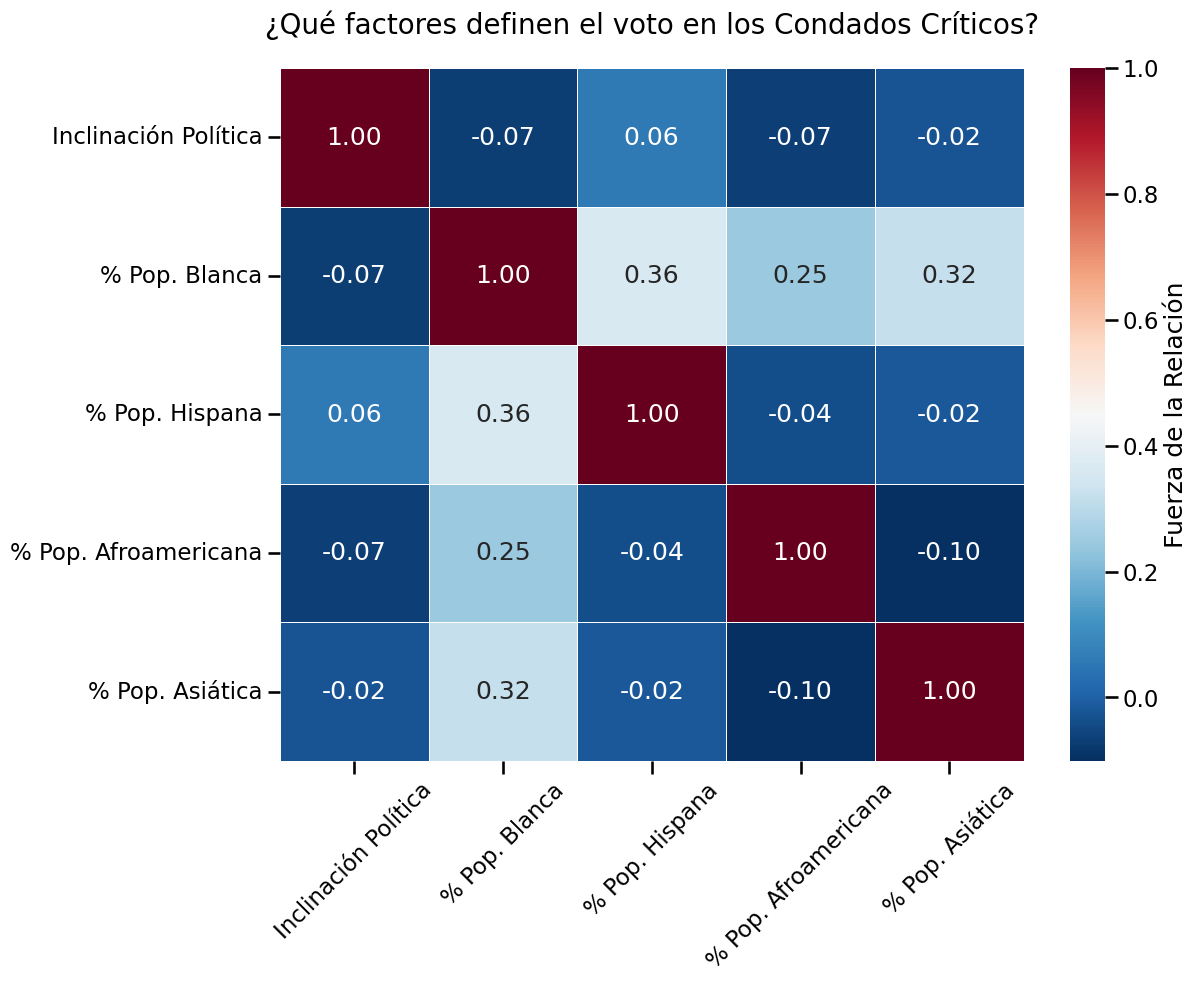 ¿Qué factores definen el voto en los Condados Críticos?
Inclinación Política 1.00 -0.07 0.06 -0.07 -0.02
% Pop. Blanca -0.07 1.00 0.36 0.25 0.32
% Pop. Hispana 0.06 0.36 1.00 -0.04 -0.02
% Pop. Afroamericana -0.07 0.25 -0.04 1.00 -0.10
% Pop. Asiática -0.02 0.32 -0.02 -0.10 1.00
Inclinación Política
% Pop. Blanca
% Pop. Hispana
% Pop. Afroamericana
% Pop. Asiática
1.0
0.8
0.6
0.4
0.2
0.0
Fuerza de la Relación